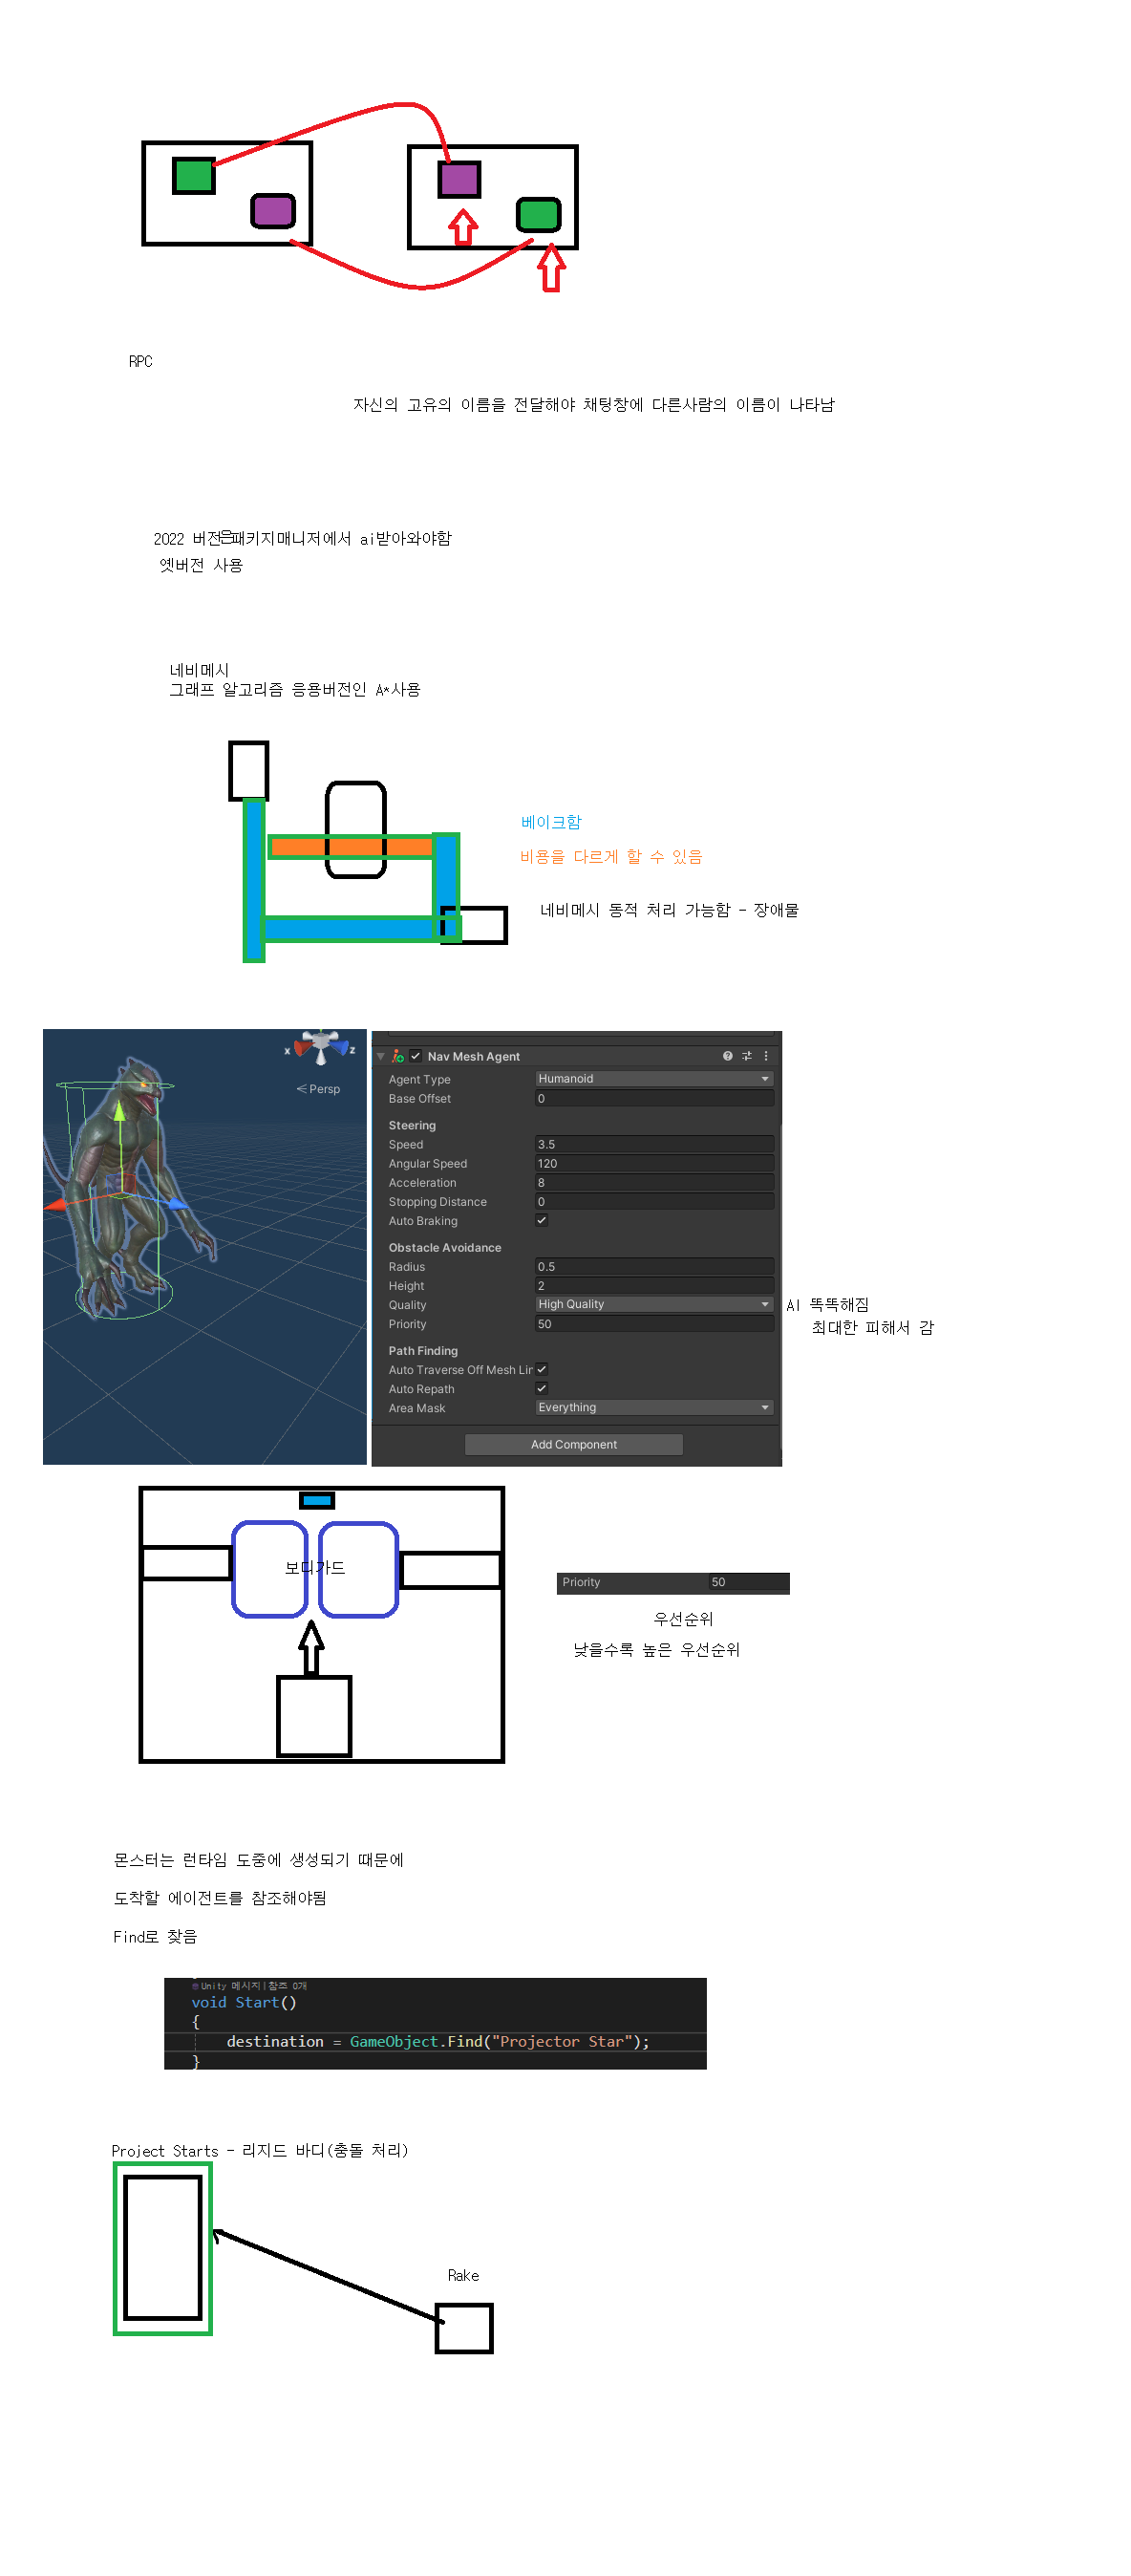 RPC
자신의 고유의 이름을 전달해야 채팅창에 다른사람의 이름이 나타남
2022 버전은 패키지매니저에서 ai받아와야함
옛버전 사용
네비메시
그래프 알고리즘 응용버전인 A*사용
베이크함
비용을 다르게 할 수 있음
네비메시 동적 처리 가능함 - 장애물
x z
Persp
Nav Mesh Agent
Agent Type Humanoid
Base Offset 0
Steering
Speed 3.5
Angular Speed 120
Acceleration 8
Stopping Distance 0
Auto Braking
Obstacle Avoidance
Radius 0.5
Height 2
Quality High Quality
Priority 50
Path Finding
Auto Traverse Off Mesh Lin
Auto Repath
Area Mask Everything
Add Component
AI 똑똑해짐
최대한 피해서 감
보디가드
Priority 50
우선순위
낮을수록 높은 우선순위
몬스터는 런타임 도중에 생성되기 때문에
도착할 에이전트를 참조해야됨
Find로 찾음
Unity 메시지|참조 0개
void Start()
{
destination = GameObject.Find("Projector Star");
}
Project Starts - 리지드 바디(충돌 처리)
Rake